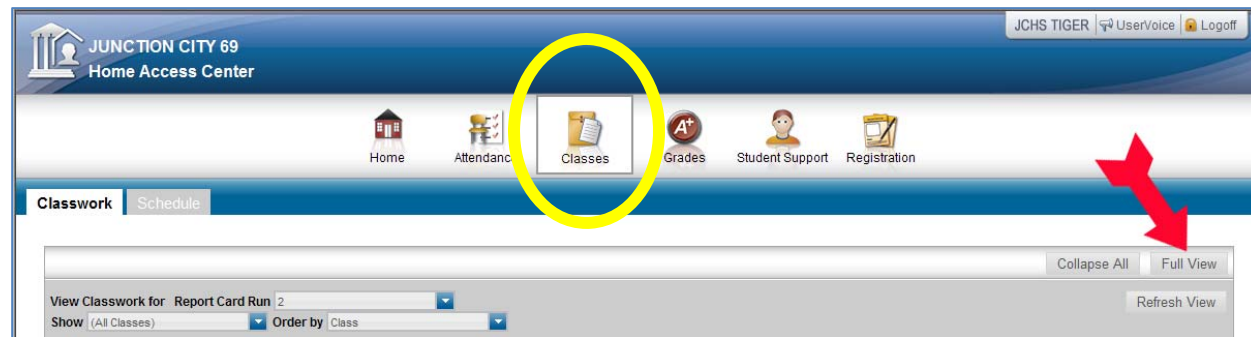 JCHS TIGER UserVoice Logoff
JUNCTION CITY 69
Home Access Center
A+
Home Attendanc Classes Grades Student Support Registration
Classwork Schedule
Collapse All Full View
View Classwork for Report Card Run 2 Refresh View
Show (All Classes) Order by Class